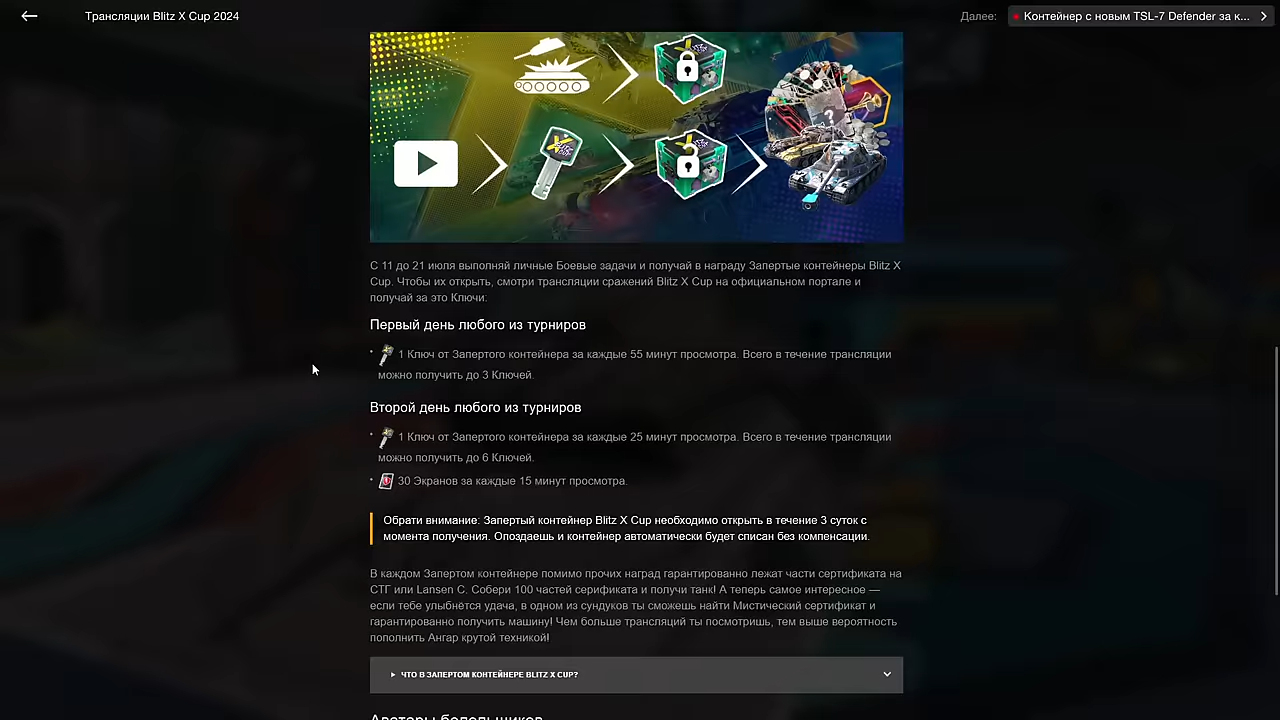 Трансляции Blitz X Cup 2024
Далее:
Контейнер с новым TSL-7 Defender за к...
С 11 до 21 июля выполняй личные Боевые задачи и получай в награду Запертые контейнеры Blitz X
Cup. Чтобы их открыть, смотри трансляции сражений Blitz X Cup на официальном портале и
получай за это Ключи:
Первый день любого из турниров
1 Ключ от Запертого контейнера за каждые 55 минут просмотра. Всего в течение трансляции
можно получить до 3 Ключей.
Второй день любого из турниров
1 Ключ от Запертого контейнера за каждые 25 минут просмотра. Всего в течение трансляции
можно получить до 6 Ключей.
30 Экранов за каждые 15 минут просмотра.
Обрати внимание: Запертый контейнер Blitz X Cup необходимо открыть в течение 3 суток с
момента получения. Опоздаешь и контейнер автоматически будет списан без компенсации.
В каждом Запертом контейнере помимо прочих наград гарантированно лежат части сертификата на
СТГ или Lansen C. Собери 100 частей серификата и получи танк! А теперь самое интересное —
если тебе улыбнётся удача, в одном из сундуков ты сможешь найти Мистический сертификат и
гарантированно получить машину! Чем больше трансляций ты посмотришь, тем выше вероятность
пополнить Ангар крутой техникой!
ЧТО В ЗАПЕРТОМ КОНТЕЙНЕРЕ BLITZ X CUP?
Аватары болельщиков